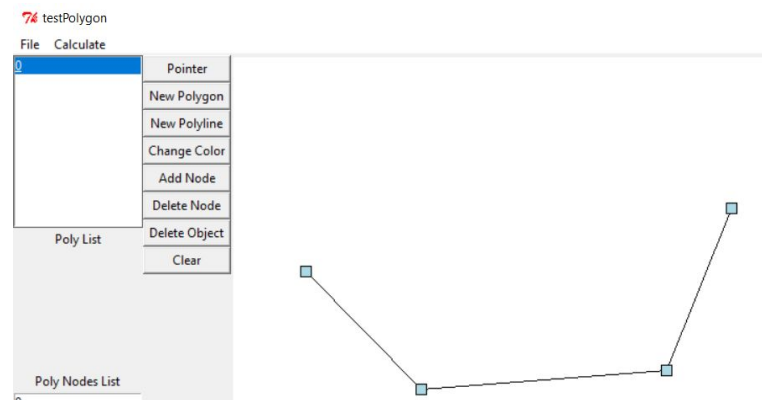 testPolygon
File Calculate
0
Pointer
New Polygon
New Polyline
Change Color
Add Node
Delete Node
Delete Object
Clear
Poly List
Poly Nodes List